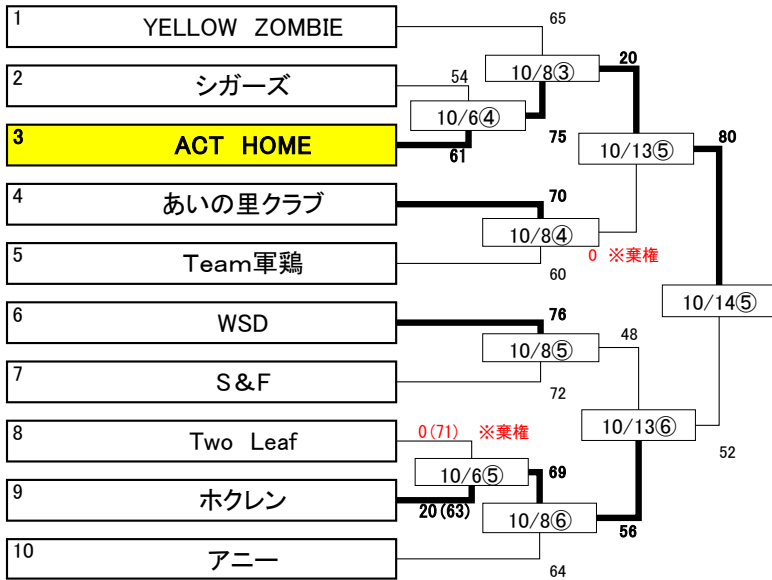 1 YELLOW ZOMBIE
65
10/8③
20
2 シガーズ
54
10/6④
3 ACT HOME
61
75
10/13⑤
80
4 あいの里クラブ
70
10/8④
0 ※棄権
5 Team軍鶏
60
10/14⑤
6 WSD
76
10/8⑤
48
7 S&F
72
8 Two Leaf
0(71) ※棄権
10/13⑥
52
10/6⑤
69
9 ホクレン
20(63)
10/8⑥
56
10 アニー
64